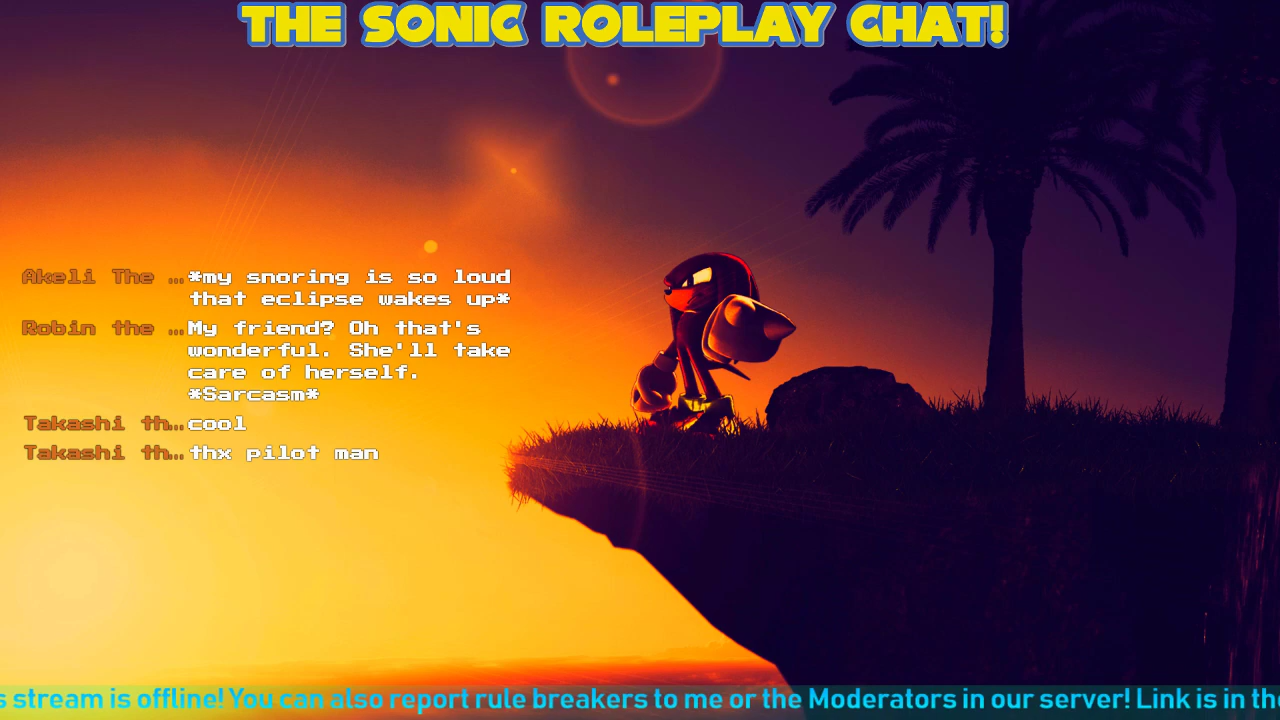 THE SONIC ROLEPLAY CHAT!
Akeli The ... *my snoring is so loud
that eclipse wakes up*
Robin the ... My friend? Oh that's
wonderful. She'll take
care of herself.
*Sarcasm*
Takashi th... cool
Takashi th... thx pilot man
s stream is offline! You can also report rule breakers to me or the Moderators in our server! Link is in the